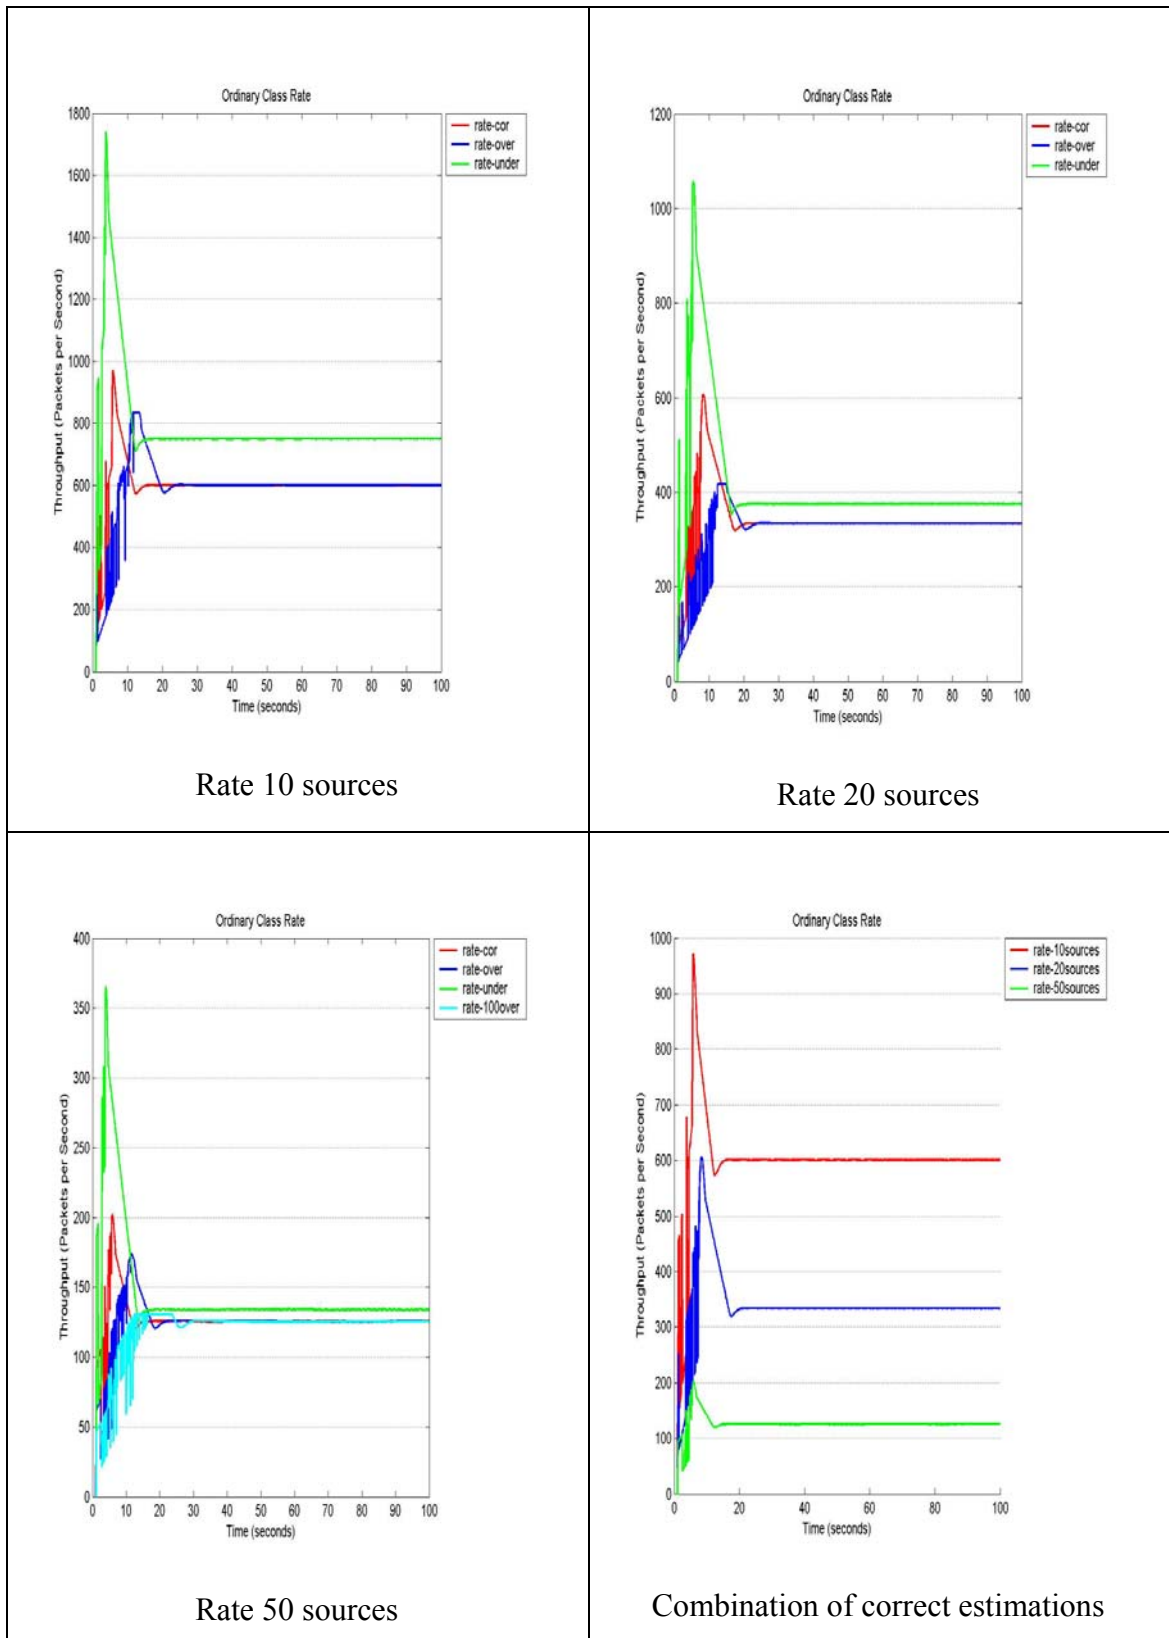 Ordinary Class Rate
1800
1600
1400
1200
1000
800
600
400
200
0
Throughput (Packets per Second)
0 10 20 30 40 50 60 70 80 90 100
Time (seconds)
rate-cor
rate-over
rate-under
Rate 10 sources
Ordinary Class Rate
1200
1000
800
600
400
200
0
Throughput (Packets per Second)
0 10 20 30 40 50 60 70 80 90 100
Time (seconds)
rate-cor
rate-over
rate-under
Rate 20 sources
Ordinary Class Rate
400
350
300
250
200
150
100
50
0
Throughput (Packets per Second)
0 10 20 30 40 50 60 70 80 90 100
Time (seconds)
rate-cor
rate-over
rate-under
rate-100over
Rate 50 sources
Ordinary Class Rate
1000
900
800
700
600
500
400
300
200
100
0
Throughput (Packets per Second)
0 20 40 60 80 100
Time (seconds)
rate-10sources
rate-20sources
rate-50sources
Combination of correct estimations